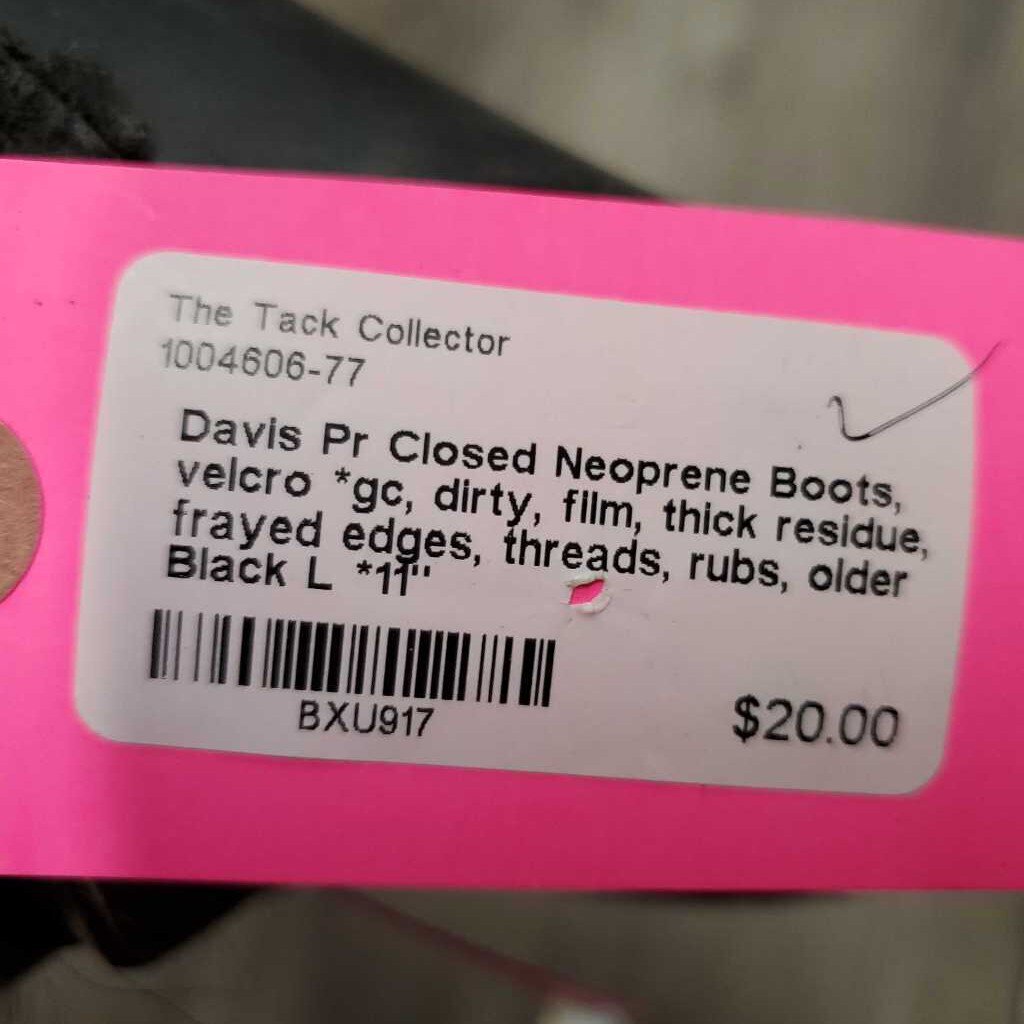 The Tack Collector
1004606-77
Davis Pr Closed Neoprene Boots,
velcro *gc, dirty, film, thick residue,
frayed edges, threads, rubs, older
Black L *11"
BXU917
$20.00